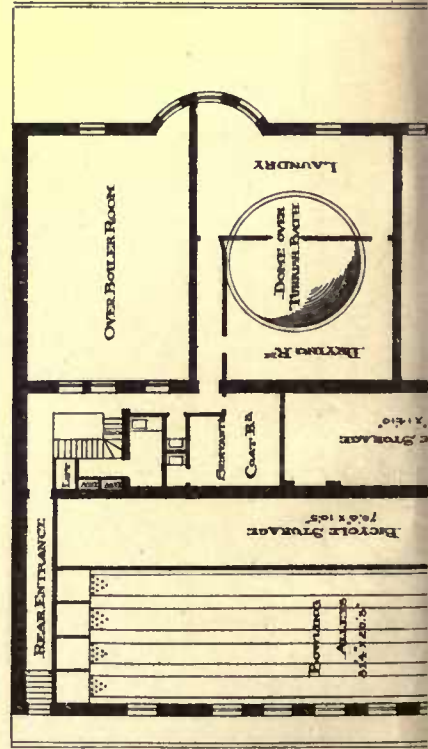 LAUNDRY
OVER BOILER ROOM
DOME OVER
TURKISH BATH
DRYING RM
SERVANTS
COAT RM
LIFT
E STORAGE
REAR ENTRANCE
BICYCLE STORAGE
BOWLING
ALLEYS